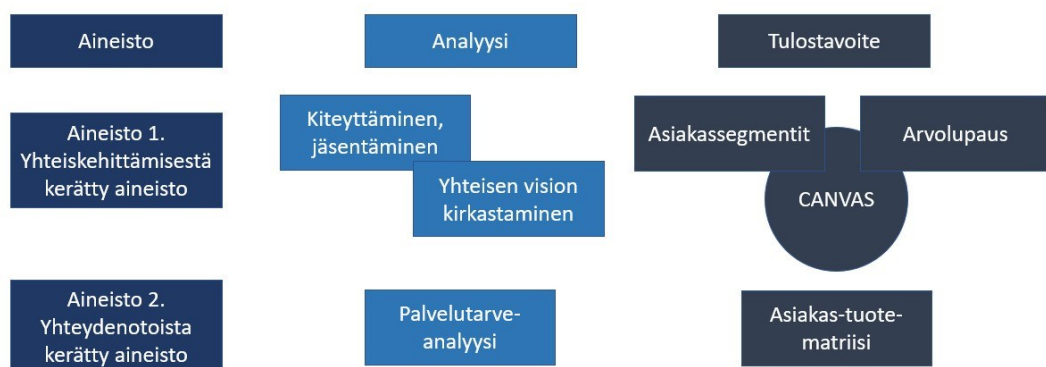 Aineisto
Analyysi
Tulostavoite
Aineisto 1.
Yhteiskehittämisestä
kerätty aineisto
Kiteyttäminen,
jäsentäminen
Yhteisen vision
kirkastaminen
Asiakassegmentit
Arvolupaus
CANVAS
Aineisto 2.
Yhteydenotoista
kerätty aineisto
Palvelutarve-
analyysi
Asiakas-tuote-
matriisi